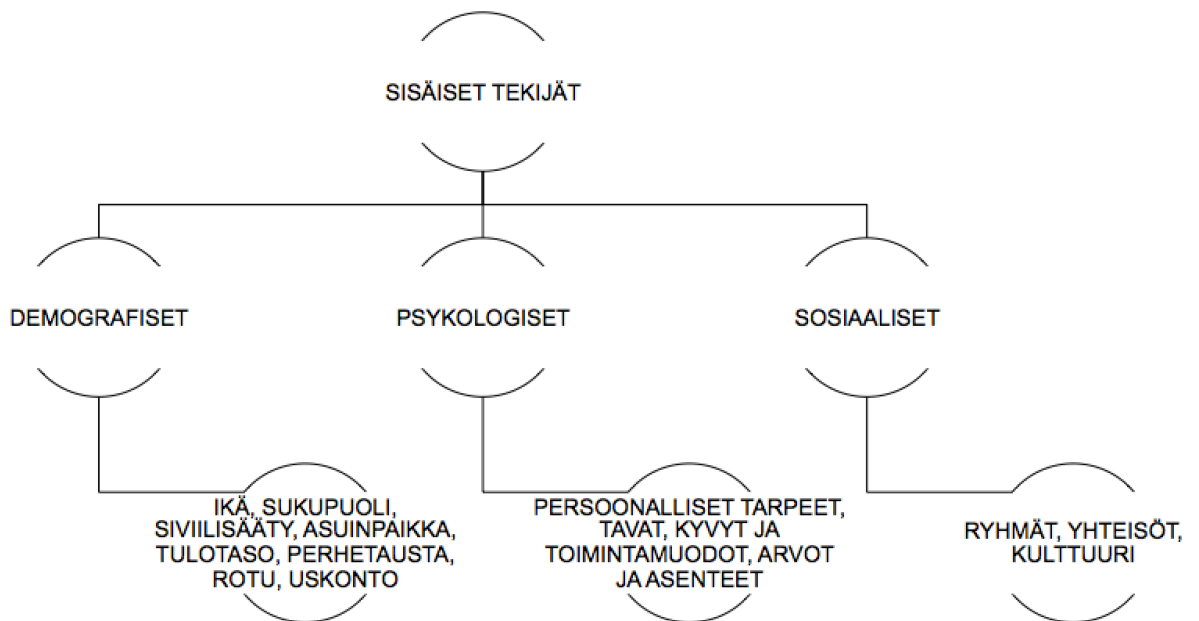 SISÄISET TEKIJÄT
DEMOGRAFISET
PSYKOLOGISET
SOSIAALISET
IKÄ, SUKUPUOLI,
SIVIILISÄÄTY, ASUINPAIKKA,
TULOTASO, PERHETAUSTA,
ROTU, USKONTO
PERSOONALLISET TARPEET,
TAVAT, KYVYT JA
TOIMINTAMUODOT, ARVOT
JA ASENTEET
RYHMÄT, YHTEISÖT,
KULTTUURI